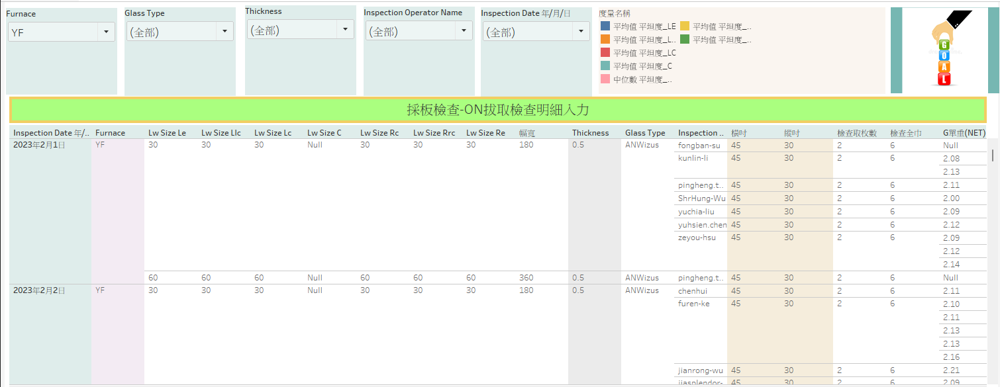 Furnace
YF
Glass Type
(全部)
Thickness
(全部)
Inspection Operator Name
(全部)
Inspection Date 年/月/日
(全部)
度量名稱
平均值 平坦度_LE
平均值 平坦度_..
平均值 平坦度_L..
平均值 平坦度_..
平均值 平坦度_LC
平均值 平坦度_C
中位數 平坦度_..
G
O
A
L
採板檢查-ON拔取檢查明細入力
Inspection Date 年/.. Furnace Lw Size Le Lw Size Llc Lw Size Lc Lw Size C Lw Size Rc Lw Size Rrc Lw Size Re 幅寬 Thickness Glass Type Inspection .. 橫吋 縱吋 檢查取枚數 檢查全巾 G單重(NET)
2023年2月1日 YF 30 30 30 Null 30 30 30 180 0.5 ANWizus fongban-su 45 30 2 6 Null
kunlin-li 45 30 2 6 2.08
2.13
pingheng.t.. 45 30 2 6 2.11
ShrHung-Wu 45 30 2 6 2.00
yuchia-liu 45 30 2 6 2.09
yuhsien.chen 45 30 2 6 2.12
zeyou-hsu 45 30 2 6 2.09
2.12
2.14
60 60 60 Null 60 60 60 360 0.5 ANWizus pingheng.t.. 45 30 2 6 Null
2023年2月2日 YF 30 30 30 Null 30 30 30 180 0.5 ANWizus chenhui 45 30 2 6 2.11
furen-ke 45 30 2 6 2.10
2.11
2.13
2.13
2.16
jianrong-wu 45 30 2 6 2.21
jiasplendor- 45 30 2 6 2.09